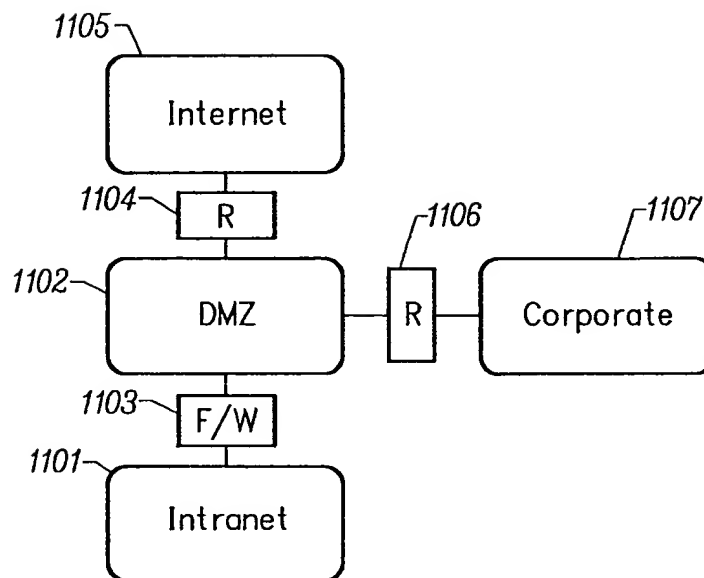 1105
Internet
1104
R
1106
1107
1102
DMZ
R
Corporate
1103
F/W
1101
Intranet